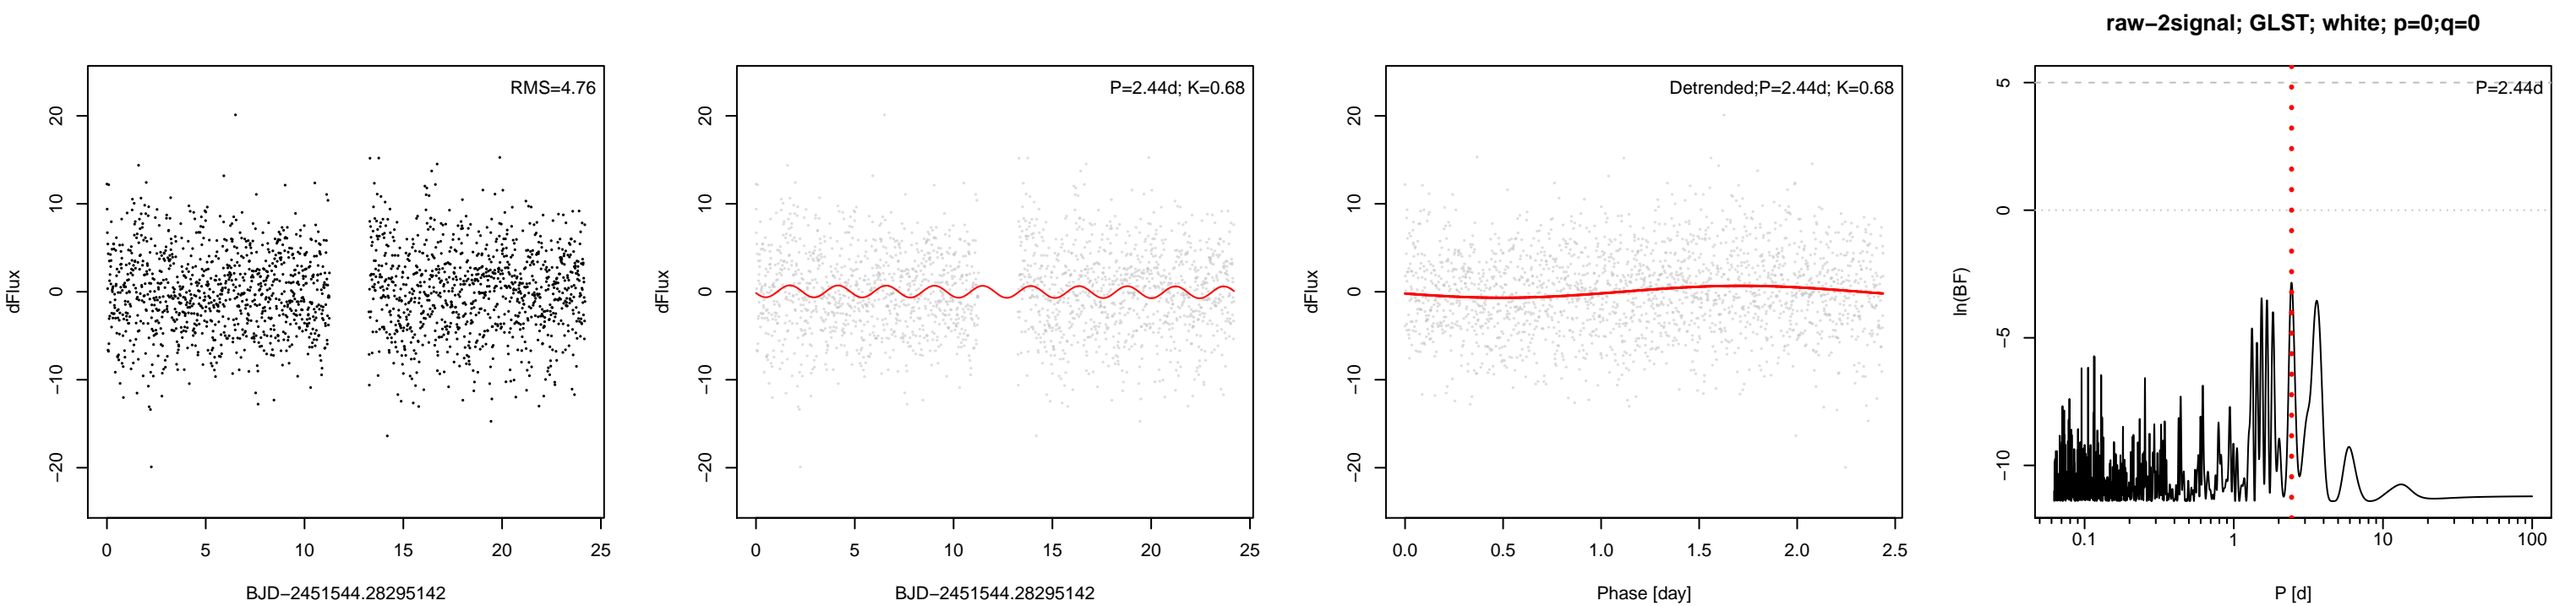 raw−2signal; GLST; white; p=0;q=0
RMS=4.76
dFlux
20
10
0
−10
−20
0 5 10 15 20 25
BJD−2451544.28295142
P=2.44d; K=0.68
dFlux
20
10
0
−10
−20
0 5 10 15 20 25
BJD−2451544.28295142
Detrended;P=2.44d; K=0.68
dFlux
20
10
0
−10
−20
0.0 0.5 1.0 1.5 2.0 2.5
Phase [day]
P=2.44d
ln(BF)
5
0
−5
−10
0.1 1 10 100
P [d]